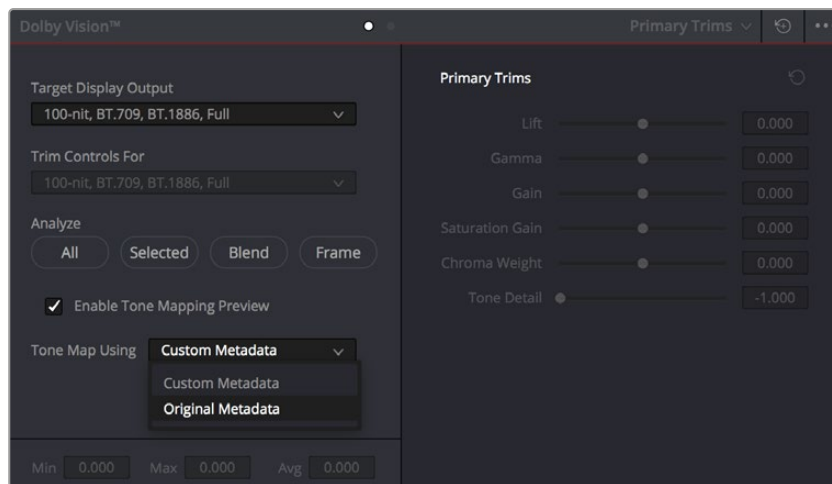 Dolby Vision™
Primary Trims
Target Display Output
100-nit, BT.709, BT.1886, Full
Trim Controls For
100-nit, BT.709, BT.1886, Full
Analyze
All Selected Blend Frame
Enable Tone Mapping Preview
Tone Map Using Custom Metadata
Custom Metadata
Original Metadata
Min 0.000 Max 0.000 Avg 0.000
Primary Trims
Lift 0.000
Gamma 0.000
Gain 0.000
Saturation Gain 0.000
Chroma Weight 0.000
Tone Detail -1.000